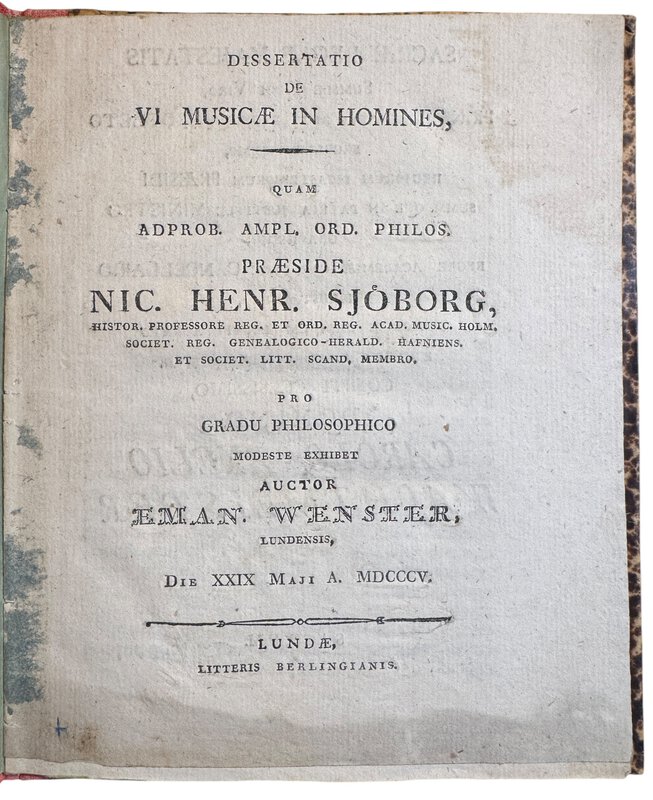 DISSERTATIO
DE
VI MUSICÆ IN HOMINES,
QUAM
ADPROB. AMPL. ORD. PHILOS.
PRÆSIDE
NIC. HENR. SJÖBORG,
HISTOR. PROFESSORE REG. ET ORD. REG. ACAD. MUSIC. HOLM.
SOCIET. REG. GENEALOGICO-HERALD. HAFNIENS.
ET SOCIET. LITT. SCAND, MEMBRO.
PRO
GRADU PHILOSOPHICO
MODESTE EXHIBET
AUCTOR
EMAN. WENSTER,
LUNDENSIS,
DIE XXIX MAJI A. MDCCCV.
LUNDÆ,
LITTERIS BERLINGIANIS.